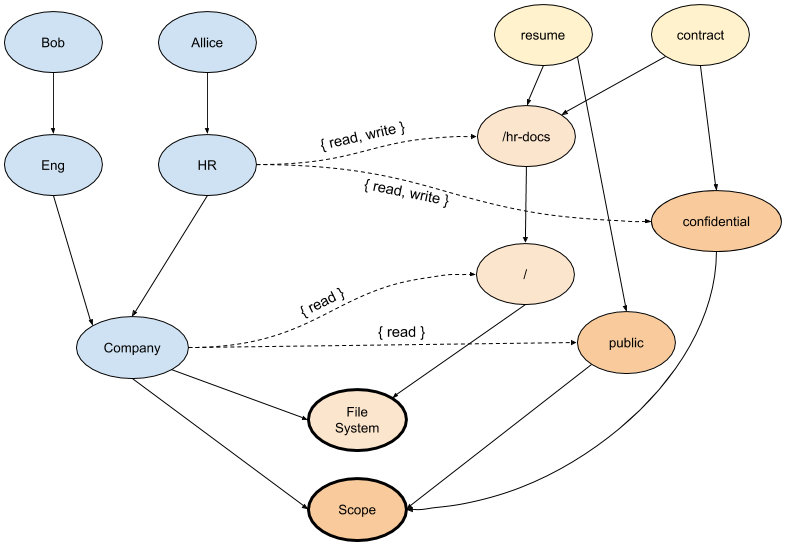 Bob
Allice
resume
contract
Eng
HR
{ read, write }
/hr-docs
{ read, write }
confidential
/
{ read }
Company
{ read }
public
File
System
Scope